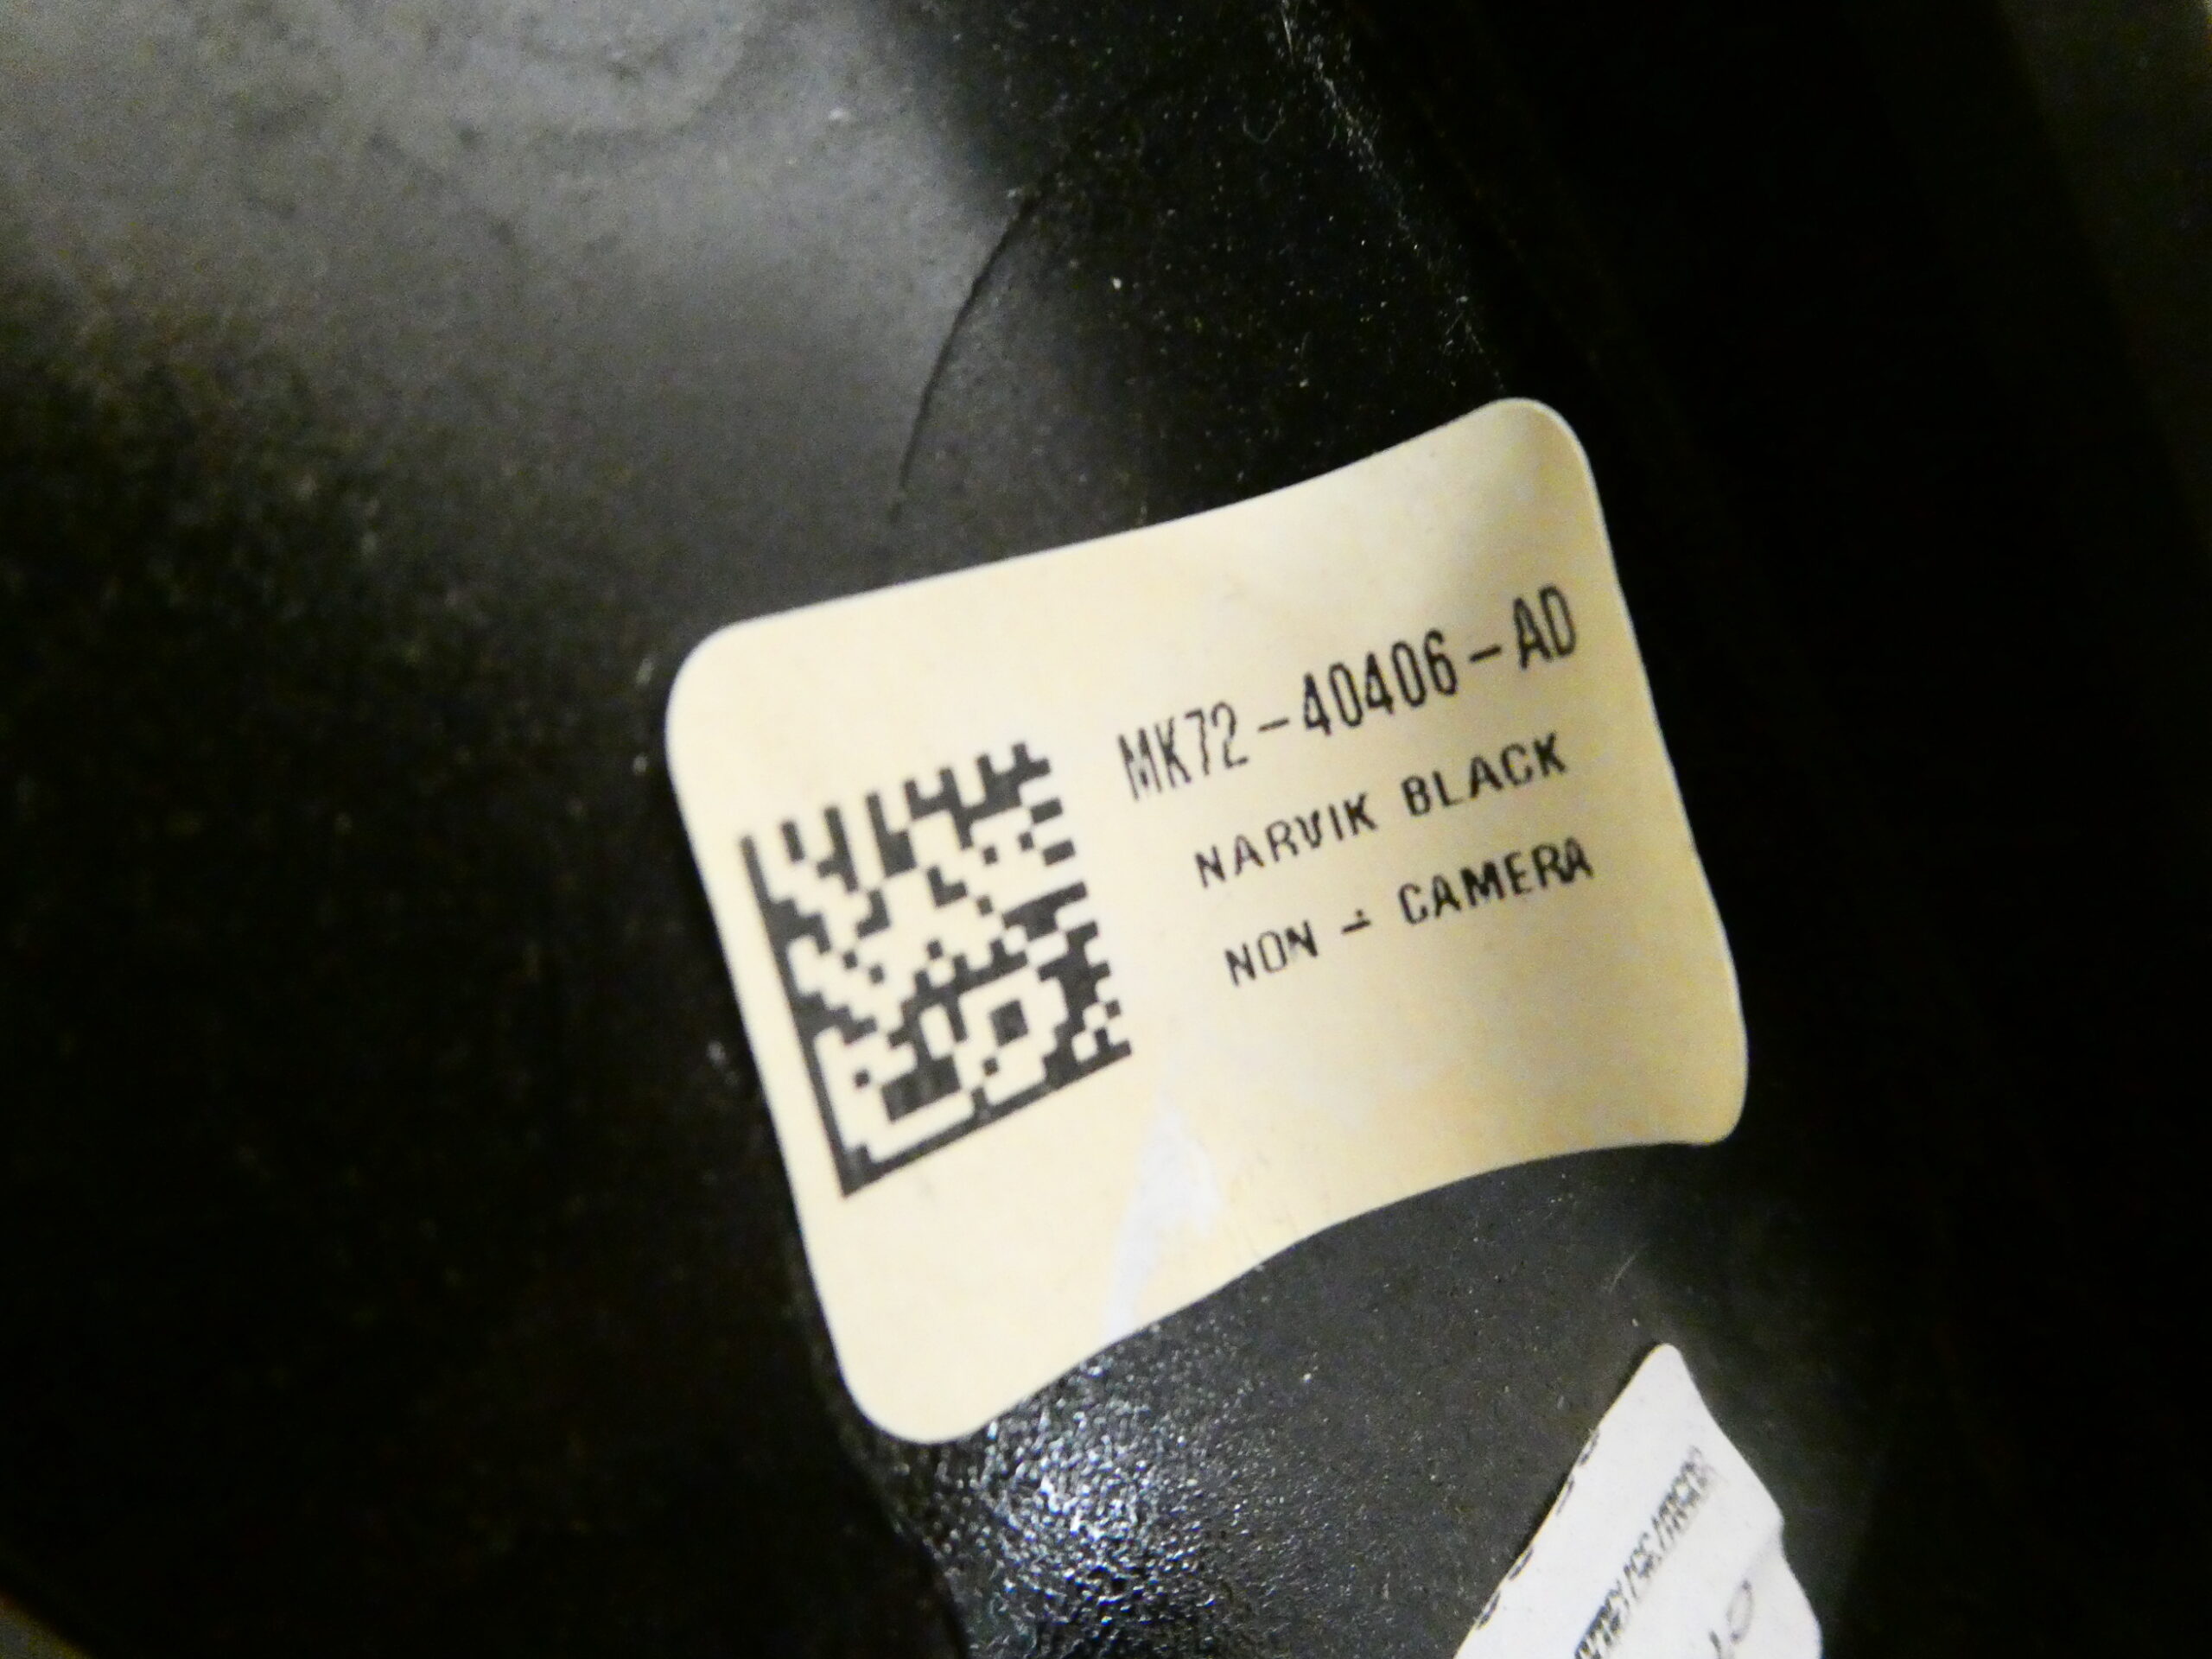 MK72-40406-AD
NARVIK BLACK
NON - CAMERA